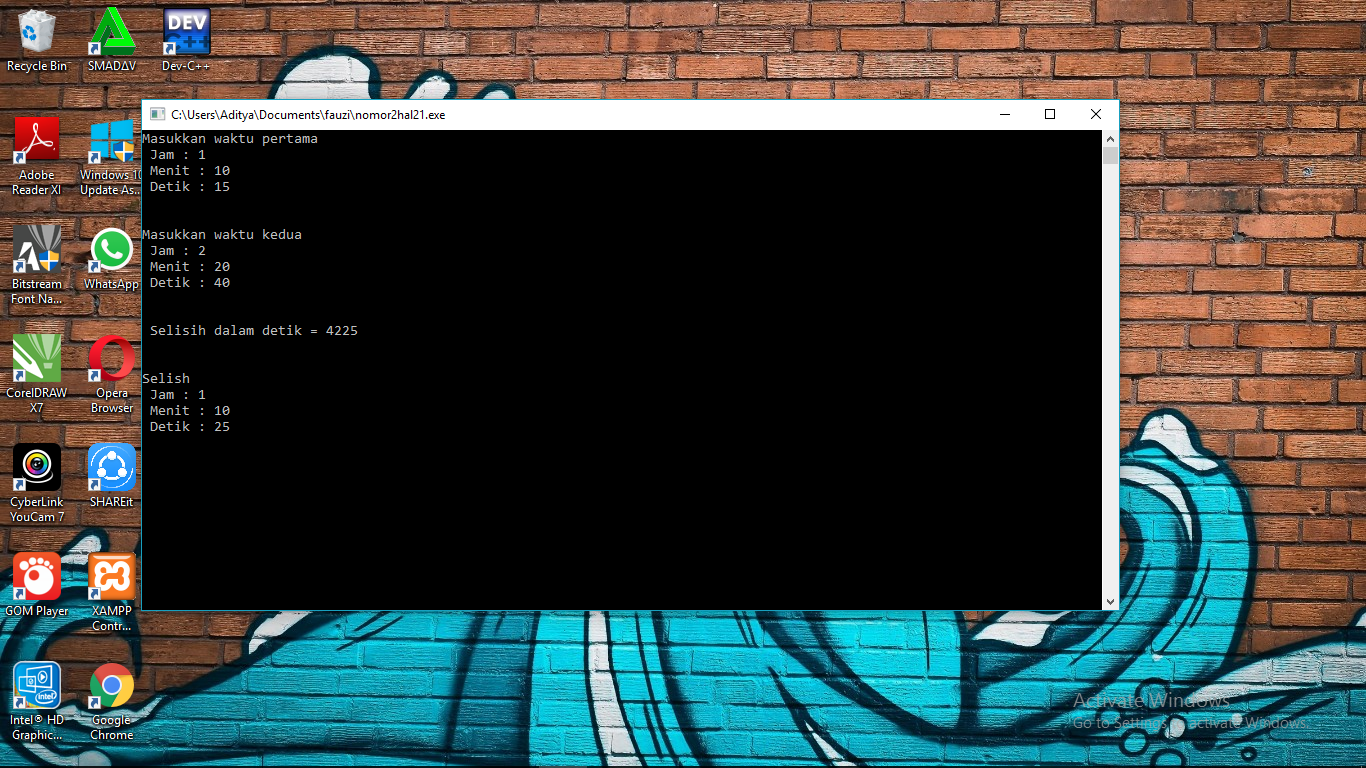 Recycle Bin
SMADAV
DEV
C++
Dev-C++
Adobe
Reader XI
Windows 10
Update As...
Bitstream
Font Na...
WhatsApp
CorelDRAW
X7
Opera
Browser
CyberLink
YouCam 7
SHAREit
GOM Player
XAMPP
Contr...
intel
Intel® HD
Graphic...
Google
Chrome
C:\Users\Aditya\Documents\fauzi\nomor2hal21.exe
Masukkan waktu pertama
Jam : 1
Menit : 10
Detik : 15
Masukkan waktu kedua
Jam : 2
Menit : 20
Detik : 40
Selisih dalam detik = 4225
Selish
Jam : 1
Menit : 10
Detik : 25
Activate Windows
Go to Settings to activate Windows.